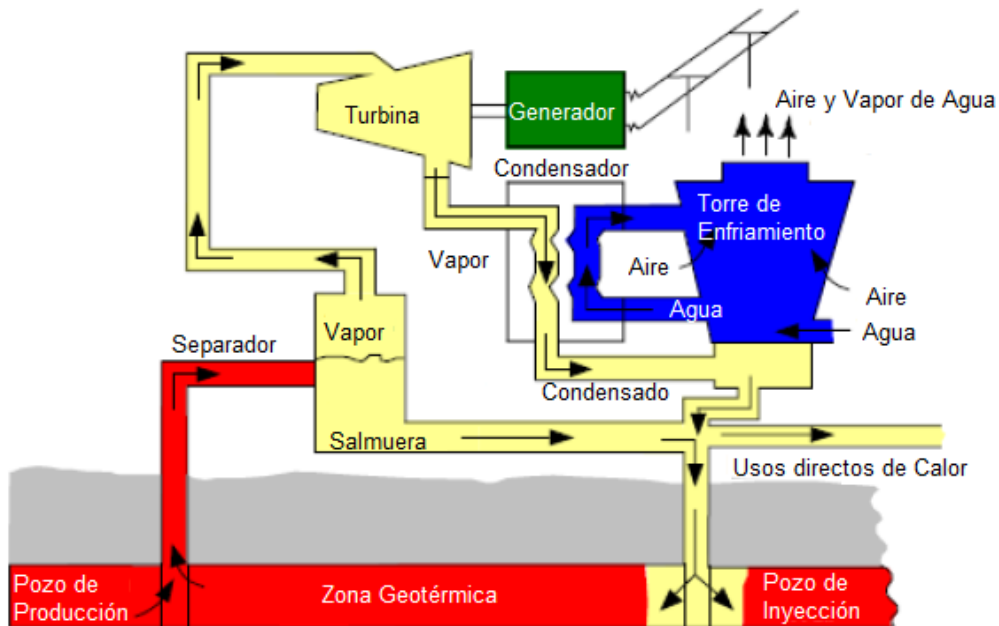 Turbina
Generador
Aire y Vapor de Agua
Condensador
Torre de
Enfriamiento
Vapor
Aire
Aire
Agua
Agua
Vapor
Separador
Condensado
Salmuera
Usos directos de Calor
Pozo de
Producción
Zona Geotérmica
Pozo de
Inyección